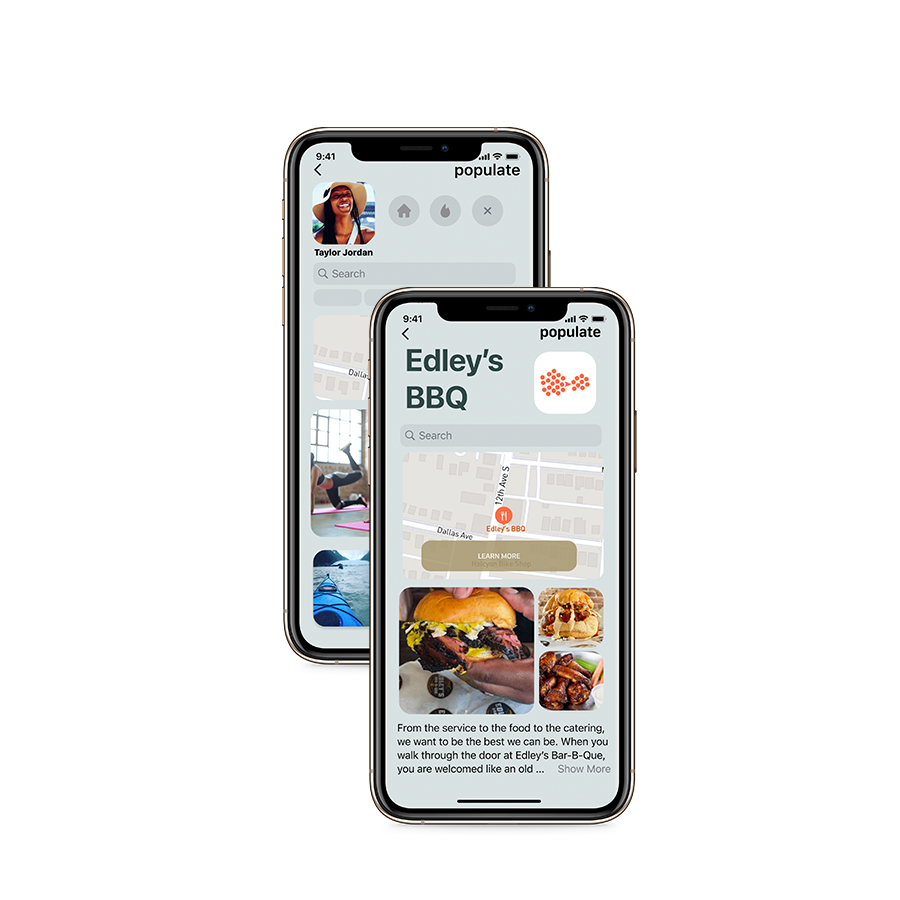 9:41
populate
Taylor Jordan
Search
Dallas
9:41
populate
Edley’s
BBQ
Search
12th Ave S
Edley's BBQ
Dallas Ave
LEARN MORE
Halcyon Bike Shop
From the service to the food to the catering,
we want to be the best we can be. When you
walk through the door at Edley’s Bar-B-Que,
you are welcomed like an old ... Show More